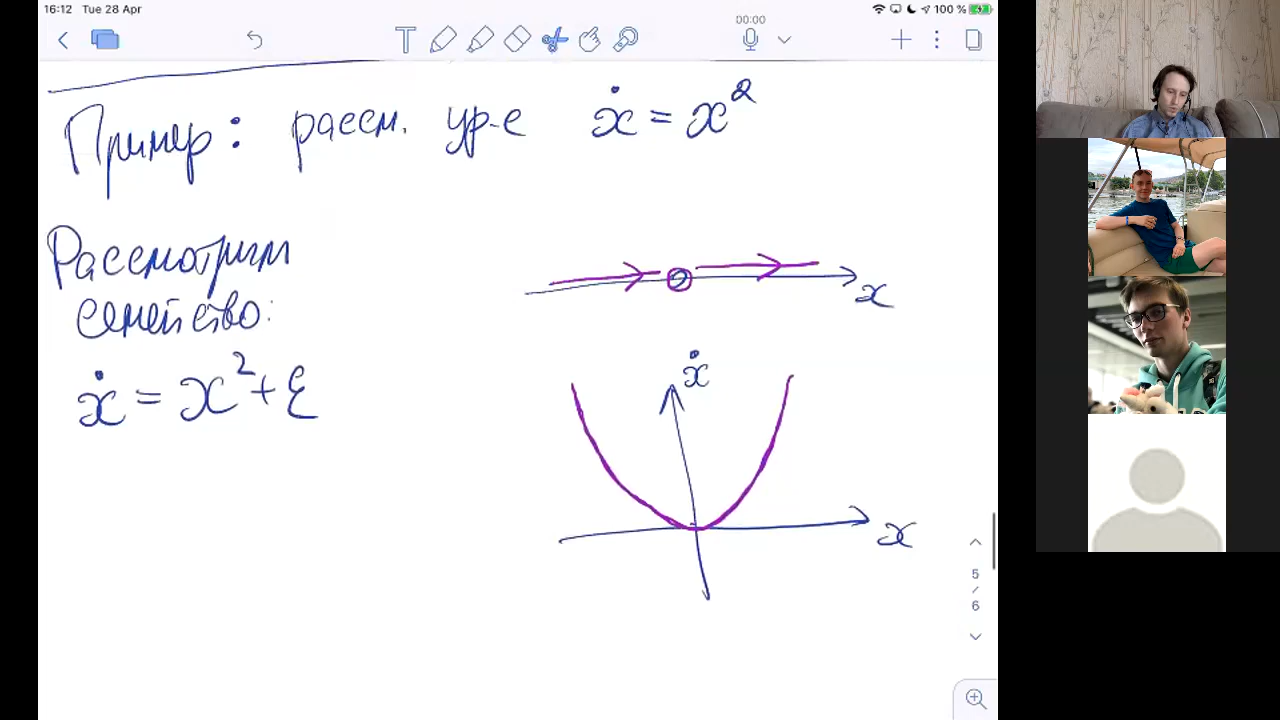 16:12 Tue 28 Apr
100 %
00:00
T
Пример: рассм. ур-е ẋ = x²
Рассмотрим
семейство:
ẋ = x² + ε
x
ẋ
x
5
/
6